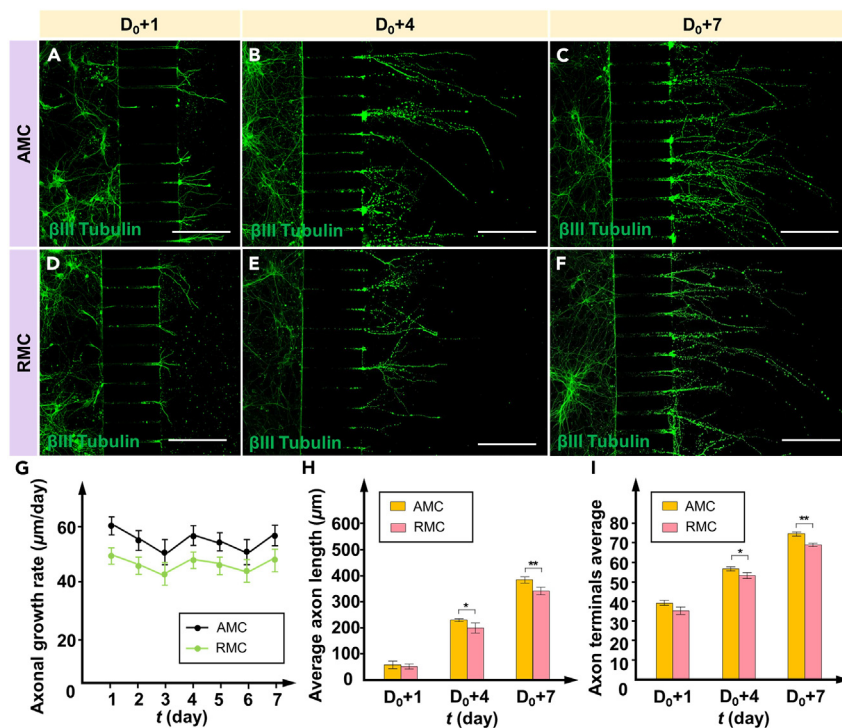 D₀+1 D₀+4 D₀+7
AMC
A B C
βIII Tubulin βIII Tubulin βIII Tubulin
RMC
D E F
βIII Tubulin βIII Tubulin βIII Tubulin
G
Axonal growth rate (μm/day)
60
40
20
0
AMC
RMC
1 2 3 4 5 6 7
t (day)
H
Average axon length (μm)
600
500
400
300
200
100
0
AMC
RMC
*
**
D₀+1 D₀+4 D₀+7
t (day)
I
Axon terminals average
80
70
60
50
40
30
20
10
0
AMC
RMC
*
**
D₀+1 D₀+4 D₀+7
t (day)